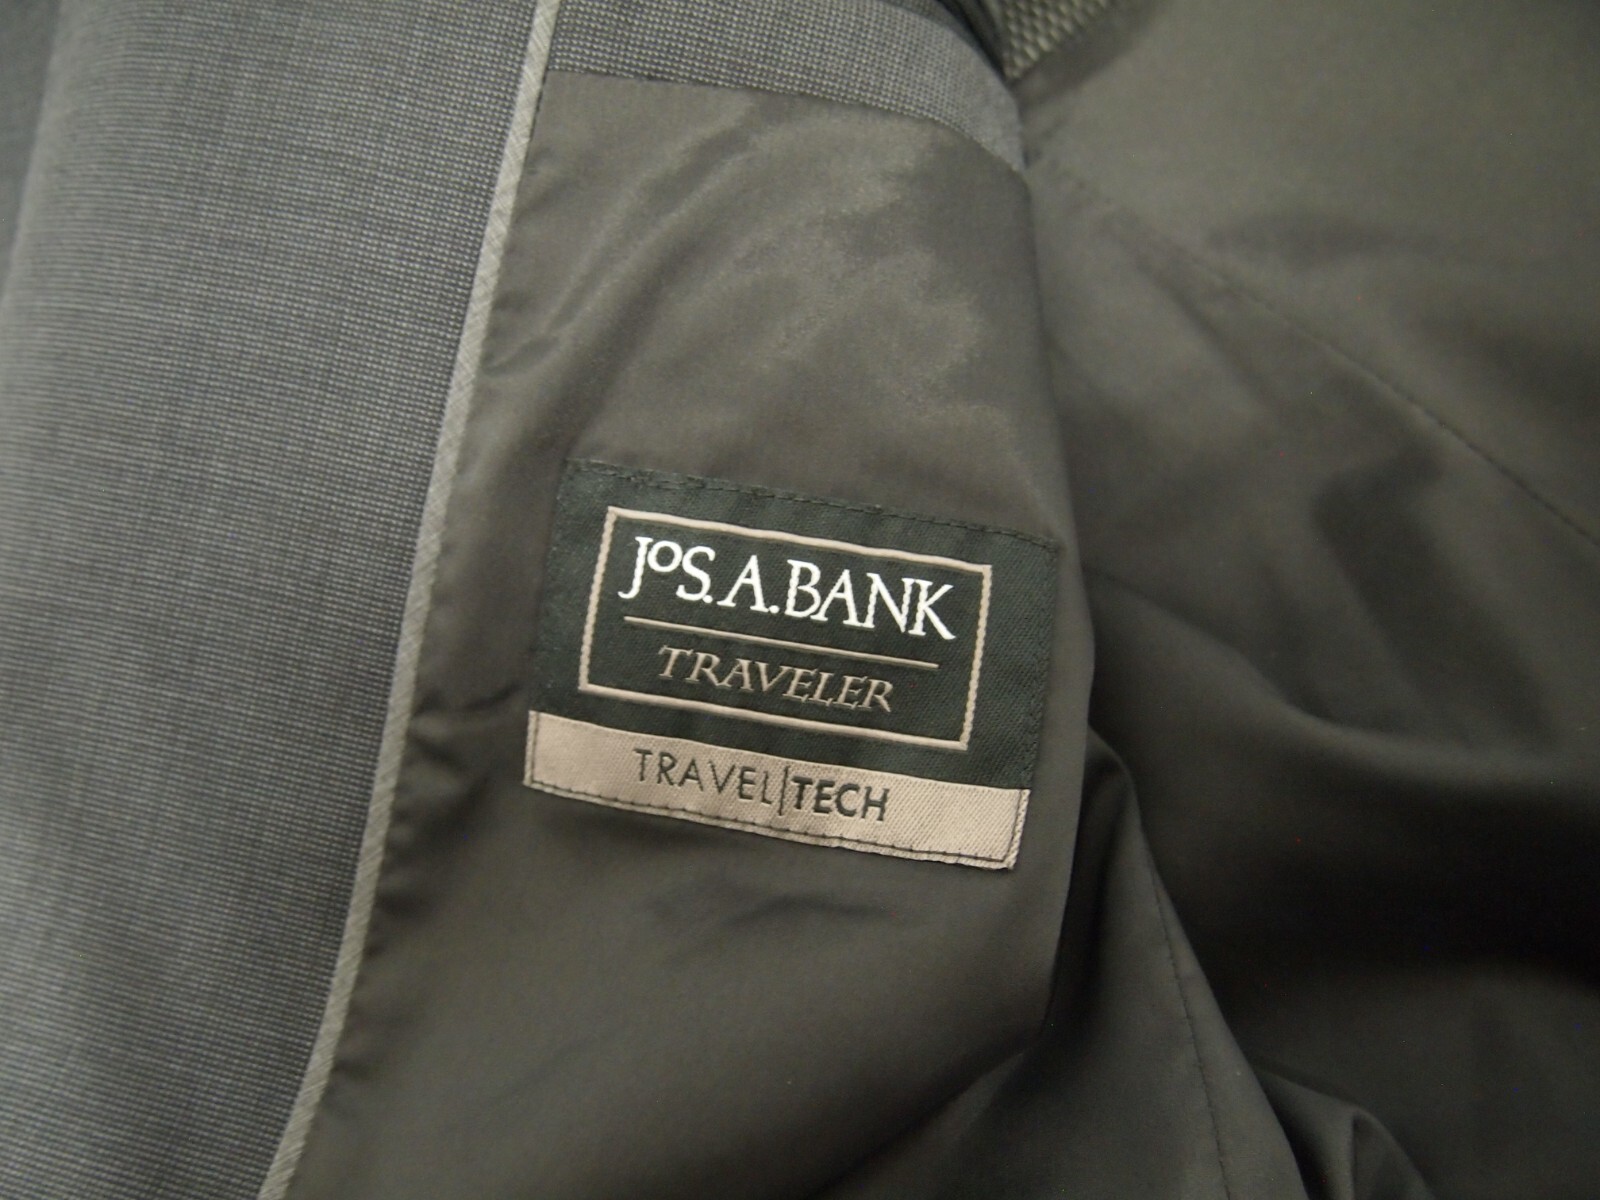 JoS. A. BANK
TRAVELER
TRAVEL|TECH